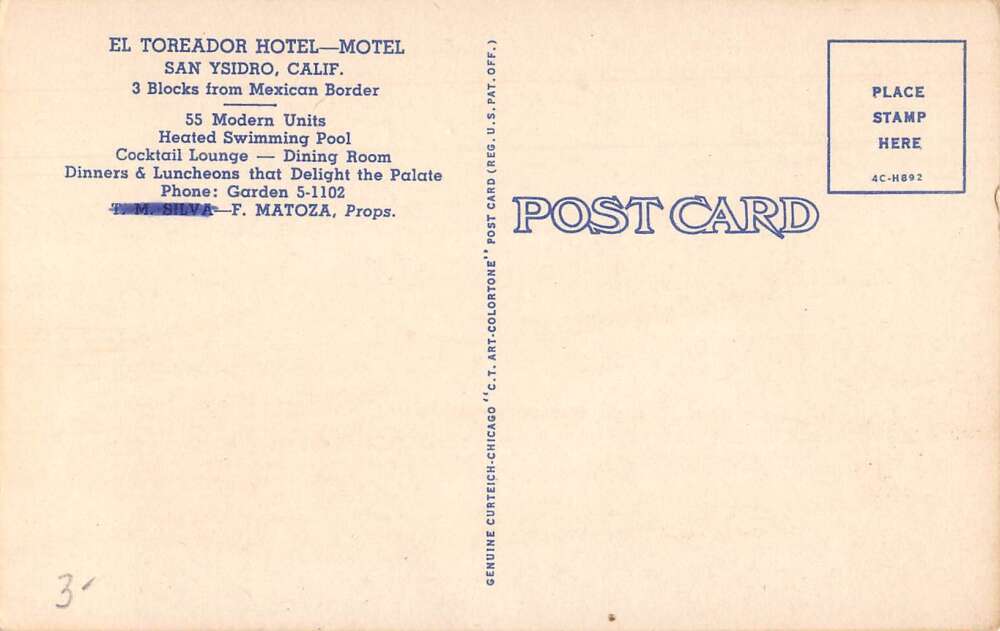 EL TOREADOR HOTEL—MOTEL
SAN YSIDRO, CALIF.
3 Blocks from Mexican Border
55 Modern Units
Heated Swimming Pool
Cocktail Lounge — Dining Room
Dinners & Luncheons that Delight the Palate
Phone: Garden 5-1102
T. M. SILVA—F. MATOZA, Props.
3-
GENUINE CURTEICH-CHICAGO "C.T. ART-COLORTONE" POST CARD (REG. U.S. PAT. OFF.)
POST CARD
PLACE
STAMP
HERE
4C-H892